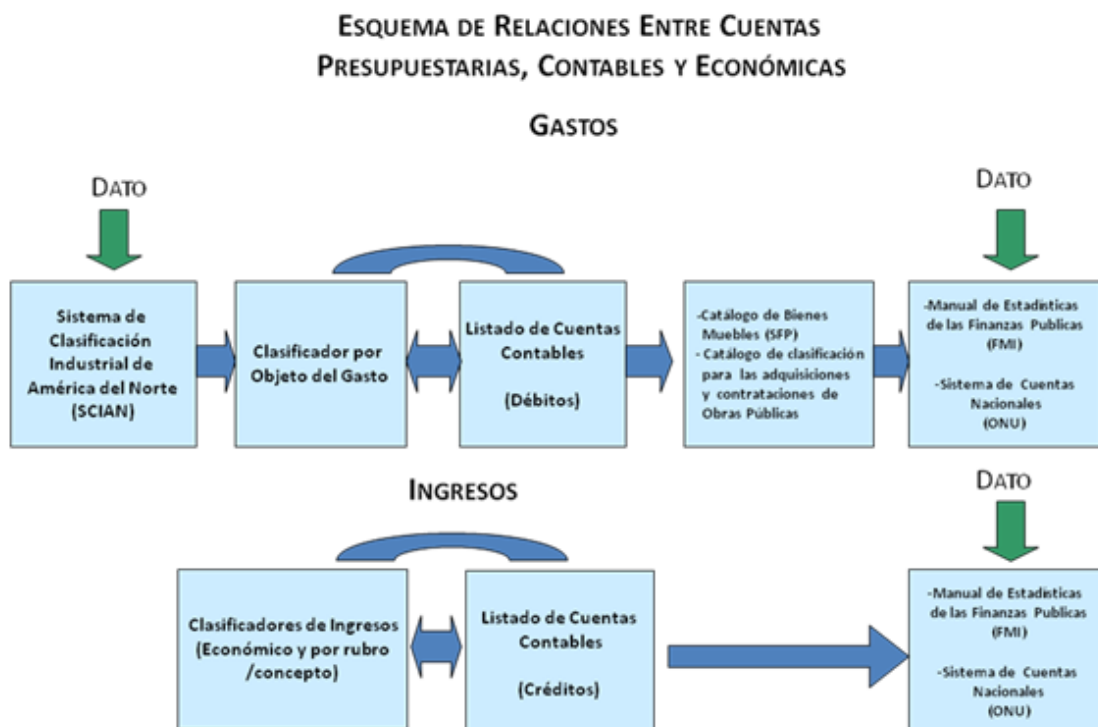 ESQUEMA DE RELACIONES ENTRE CUENTAS
PRESUPUESTARIAS, CONTABLES Y ECONÓMICAS
GASTOS
DATO
DATO
Sistema de
Clasificación
Industrial de
América del Norte
(SCIAN)
Clasificador por
Objeto del Gasto
Listado de Cuentas
Contables
(Débitos)
-Catálogo de Bienes
Muebles (SFP)
- Catálogo de clasificación
para las adquisiciones
y contrataciones de
Obras Públicas
-Manual de Estadísticas
de las Finanzas Publicas
(FMI)
-Sistema de Cuentas
Nacionales
(ONU)
INGRESOS
DATO
Clasificadores de Ingresos
(Económico y por rubro
/concepto)
Listado de Cuentas
Contables
(Créditos)
-Manual de Estadísticas
de las Finanzas Publicas
(FMI)
-Sistema de Cuentas
Nacionales
(ONU)